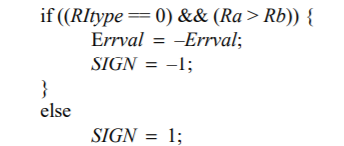 if ((RItype == 0) && (Ra > Rb)) {
Errval = –Errval;
SIGN = –1;
}
else
SIGN = 1;